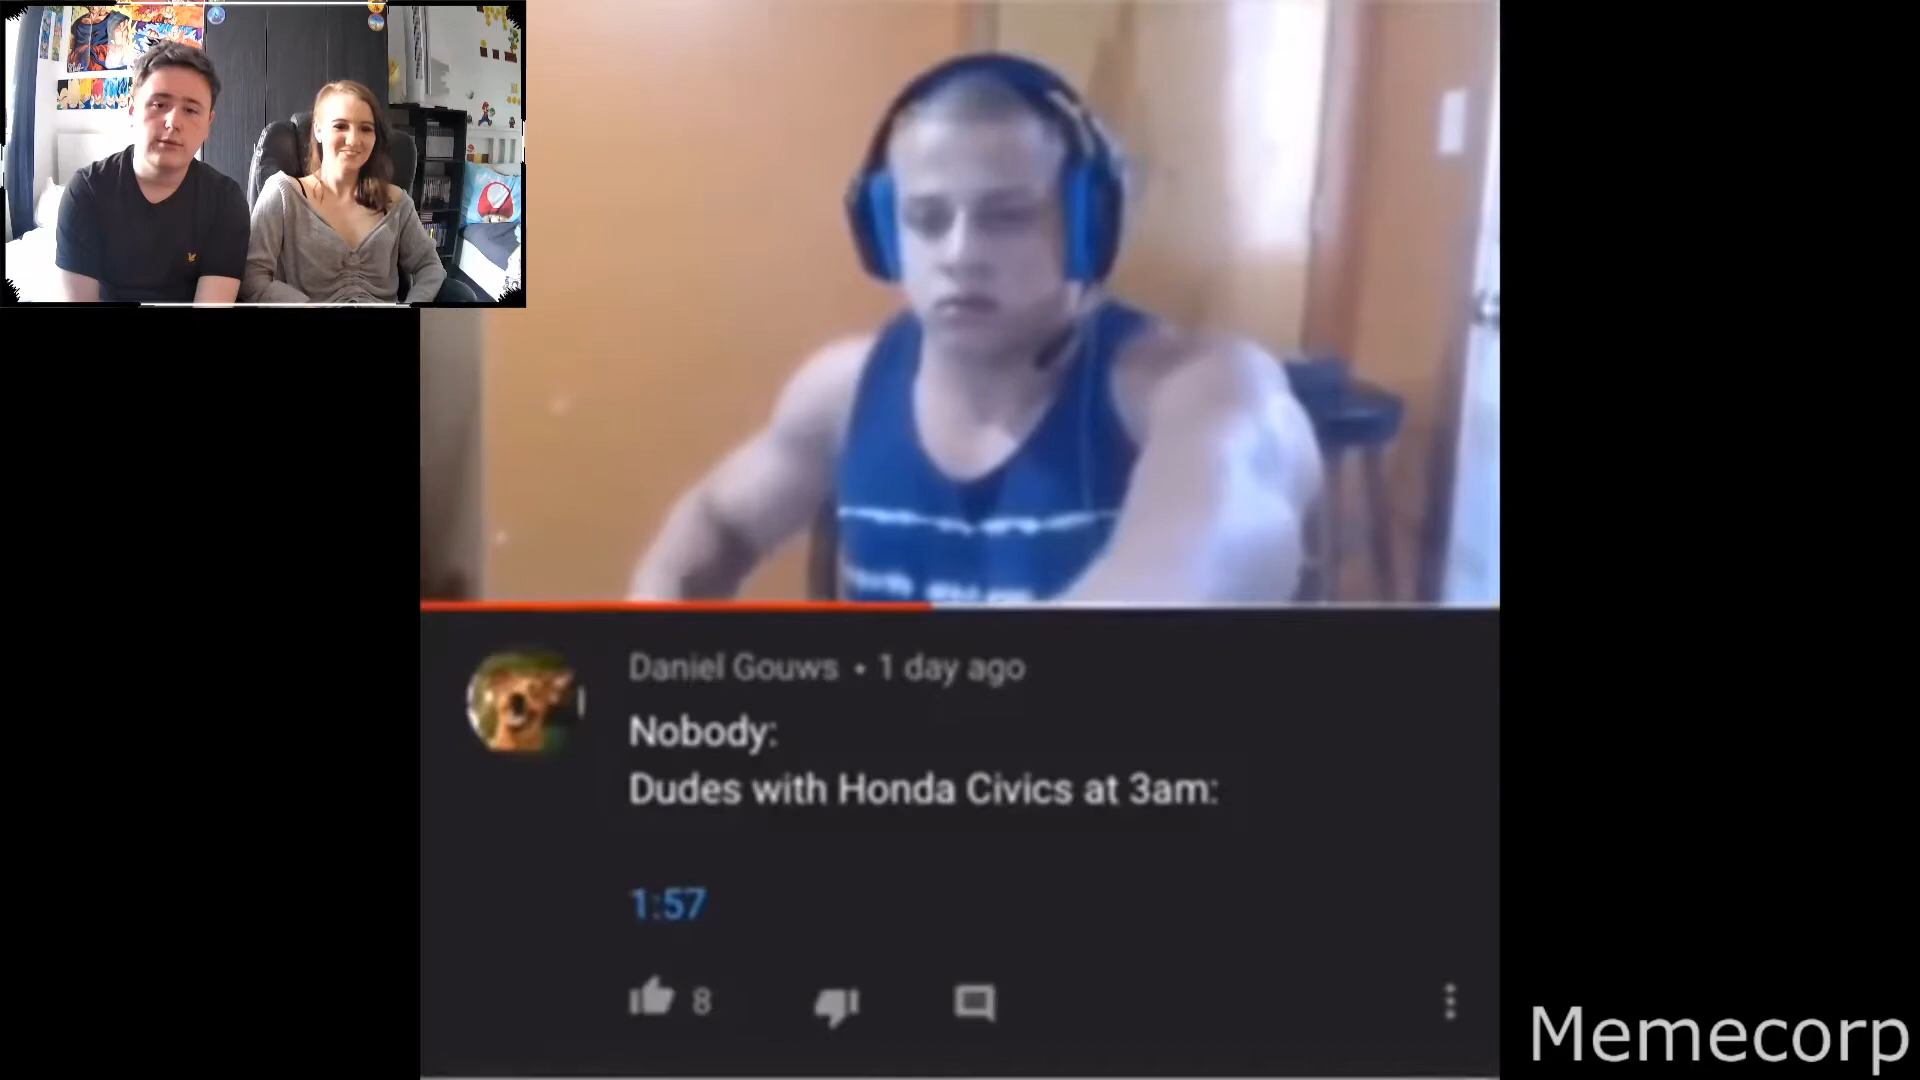 Daniel Gouws • 1 day ago
Nobody:
Dudes with Honda Civics at 3am:
1:57
8
Memecorp